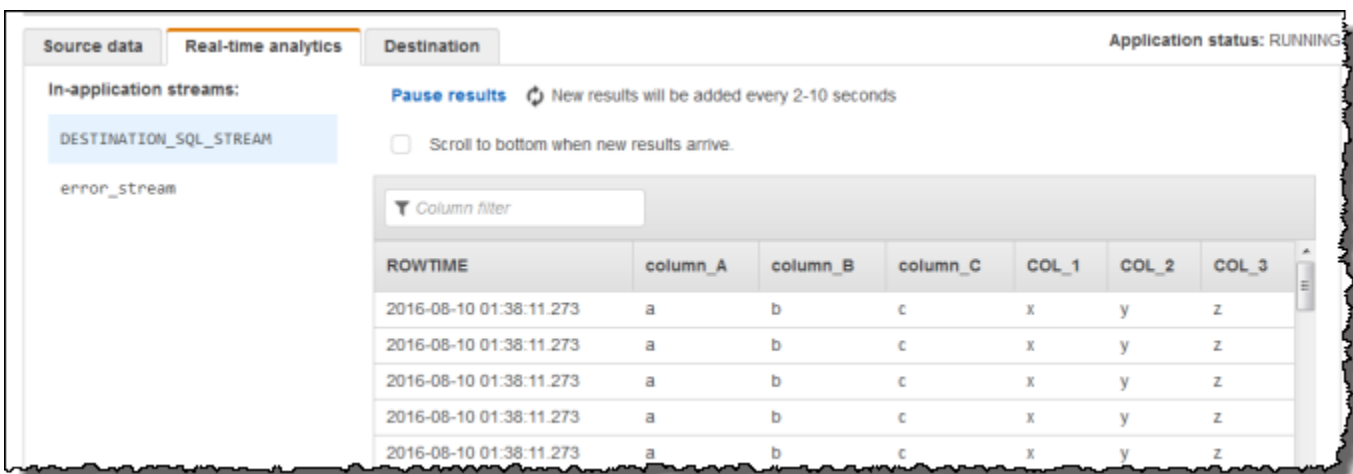 Source data Real-time analytics Destination Application status: RUNNING
In-application streams:
Pause results New results will be added every 2-10 seconds
DESTINATION_SQL_STREAM
Scroll to bottom when new results arrive.
error_stream
Column filter
ROWTIME column_A column_B column_C COL_1 COL_2 COL_3
2016-08-10 01:38:11.273 a b c x y z
2016-08-10 01:38:11.273 a b c x y z
2016-08-10 01:38:11.273 a b c x y z
2016-08-10 01:38:11.273 a b c x y z
2016-08-10 01:38:11.273 a b c x y z